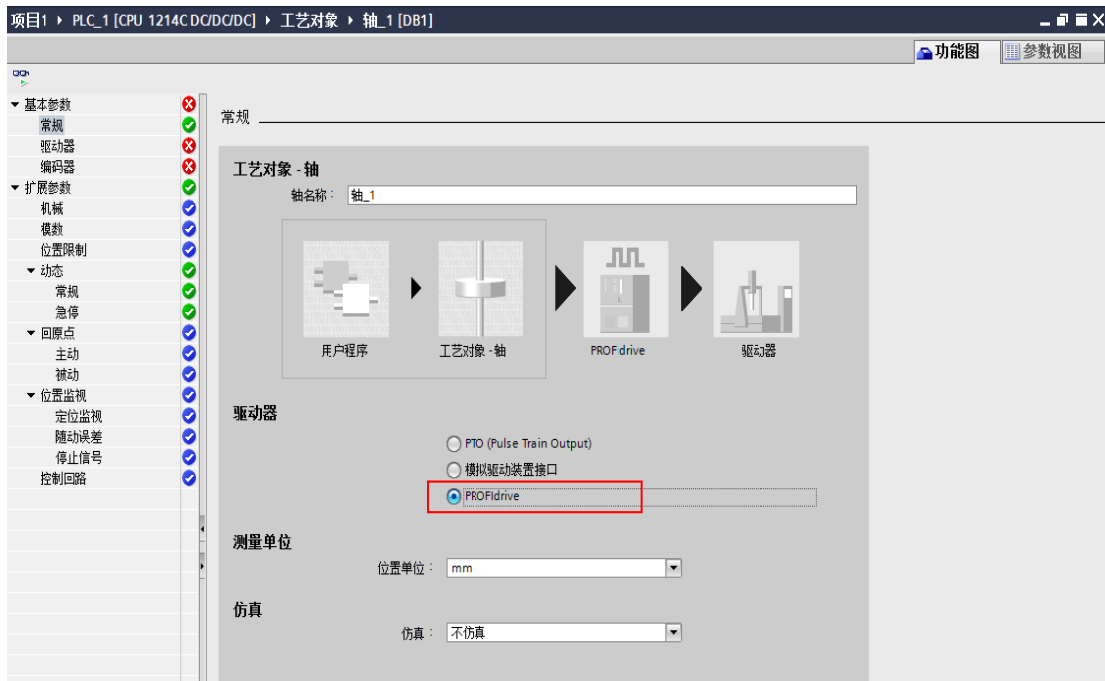 项目1 ▸ PLC_1 [CPU 1214C DC/DC/DC] ▸ 工艺对象 ▸ 轴_1 [DB1]
功能图
参数视图
基本参数
常规
驱动器
编码器
扩展参数
机械
模数
位置限制
动态
常规
急停
回原点
主动
被动
位置监视
定位监视
随动误差
停止信号
控制回路
常规
工艺对象 - 轴
轴名称： 轴_1
用户程序 工艺对象 - 轴 PROFIdrive 驱动器
驱动器
PTO (Pulse Train Output)
模拟驱动装置接口
PROFIdrive
测量单位
位置单位： mm
仿真
仿真： 不仿真